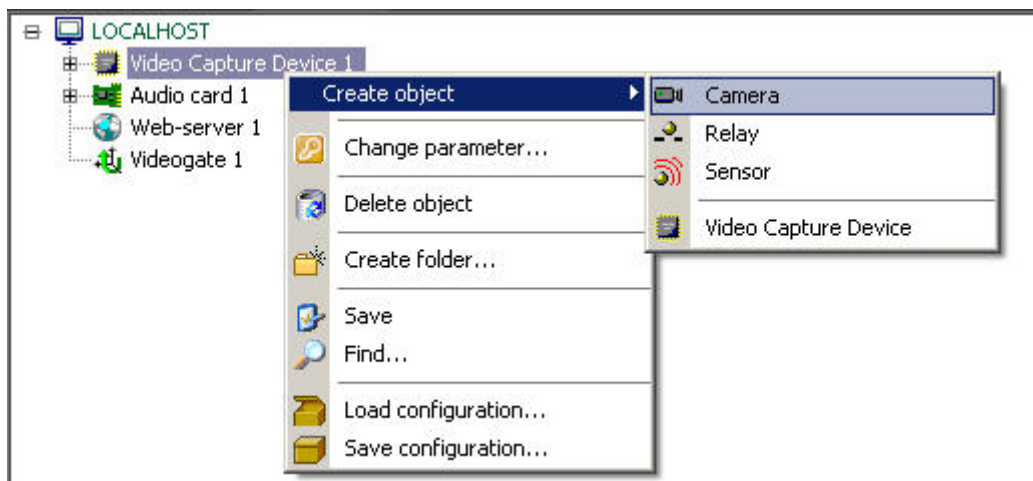 LOCALHOST
Video Capture Device 1
Audio card 1
Web-server 1
Videogate 1
Create object
Change parameter...
Delete object
Create folder...
Save
Find...
Load configuration...
Save configuration...
Camera
Relay
Sensor
Video Capture Device